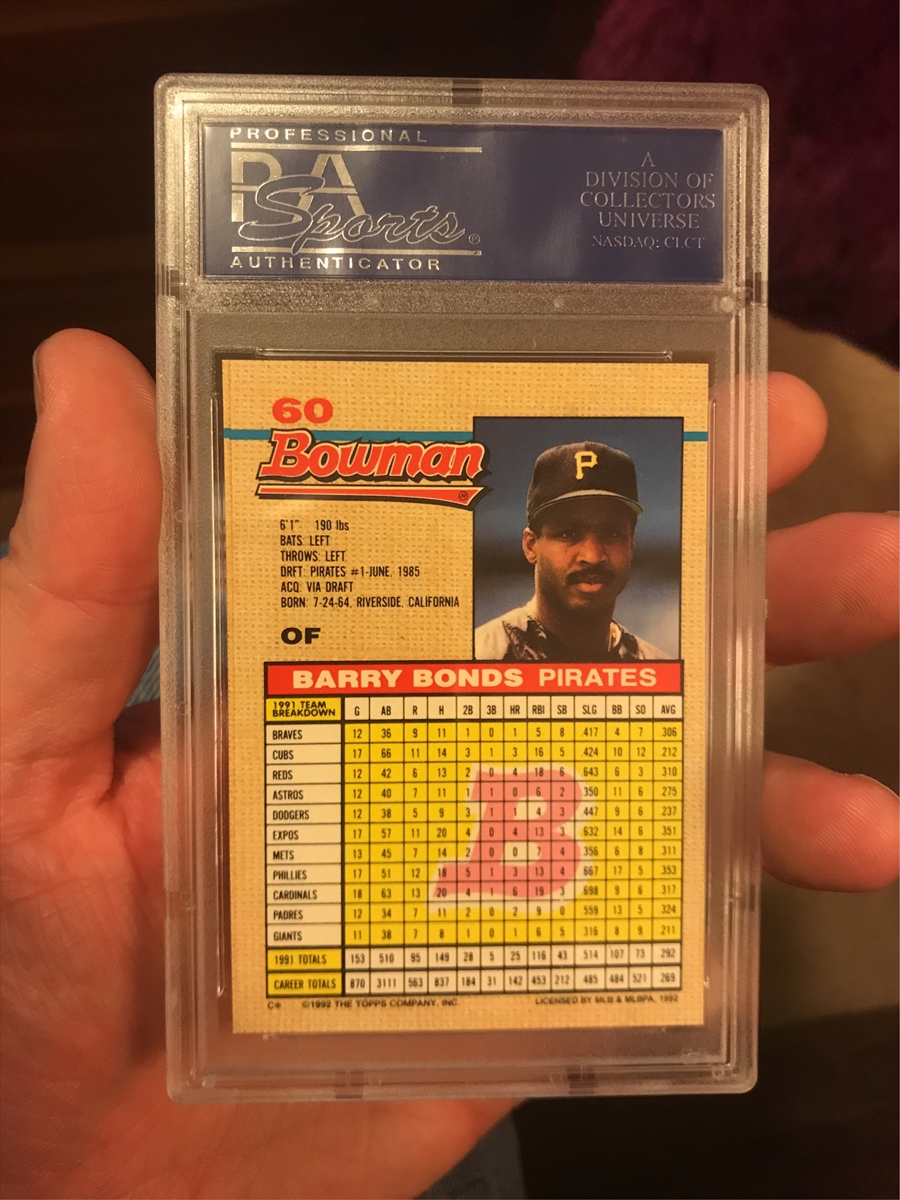 PROFESSIONAL
PSA
Sports®
AUTHENTICATOR
A
DIVISION OF
COLLECTORS
UNIVERSE
NASDAQ: CLCT
60
Bowman®
P
6'1" 190 lbs
BATS: LEFT
THROWS: LEFT
DRFT: PIRATES #1-JUNE, 1985
ACQ: VIA DRAFT
BORN: 7-24-64, RIVERSIDE, CALIFORNIA
OF
BARRY BONDS PIRATES
1991 TEAM BREAKDOWN G AB R H 2B 3B HR RBI SB SLG BB SO AVG
BRAVES 12 36 9 11 1 0 1 5 8 .417 4 7 .306
CUBS 17 66 11 14 3 1 3 16 5 .424 10 12 .212
REDS 12 42 6 13 2 0 4 18 6 .643 6 3 .310
ASTROS 12 40 7 11 1 1 0 6 2 .350 11 6 .275
DODGERS 12 38 5 9 3 1 1 4 3 .447 9 6 .237
EXPOS 17 57 11 20 4 0 4 13 3 .632 14 6 .351
METS 13 45 7 14 2 0 0 7 4 .356 6 8 .311
PHILLIES 17 51 12 18 5 1 3 13 4 .667 17 5 .353
CARDINALS 18 63 13 20 4 1 6 19 3 .698 9 6 .317
PADRES 12 34 7 11 2 0 2 9 0 .559 13 5 .324
GIANTS 11 38 7 8 1 0 1 6 5 .316 8 9 .211
1991 TOTALS 153 510 95 149 28 5 25 116 43 .514 107 73 .292
CAREER TOTALS 870 3111 563 837 184 31 142 453 212 .485 484 521 .269
B
C* ©1992 THE TOPPS COMPANY, INC. LICENSED BY MLB & MLBPA, 1992